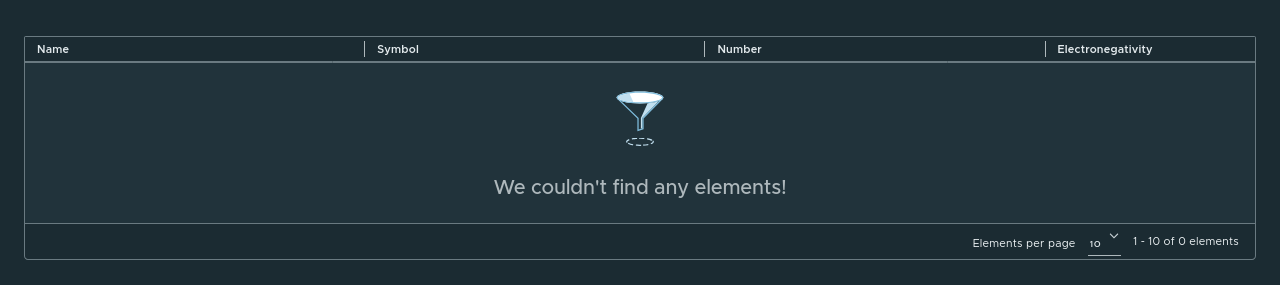 Name Symbol Number Electronegativity
We couldn't find any elements!
Elements per page 10 1 - 10 of 0 elements